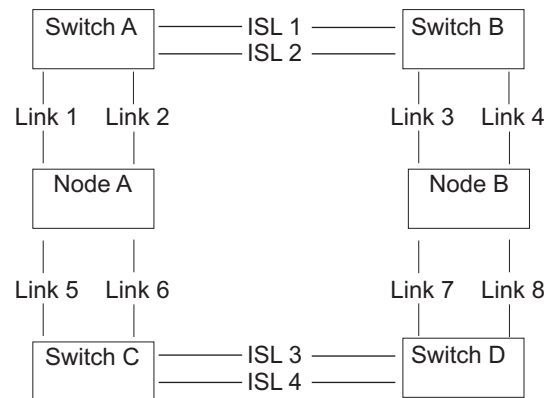 Switch A
ISL 1
Switch B
ISL 2
Link 1
Link 2
Link 3
Link 4
Node A
Node B
Link 5
Link 6
Link 7
Link 8
Switch C
ISL 3
Switch D
ISL 4